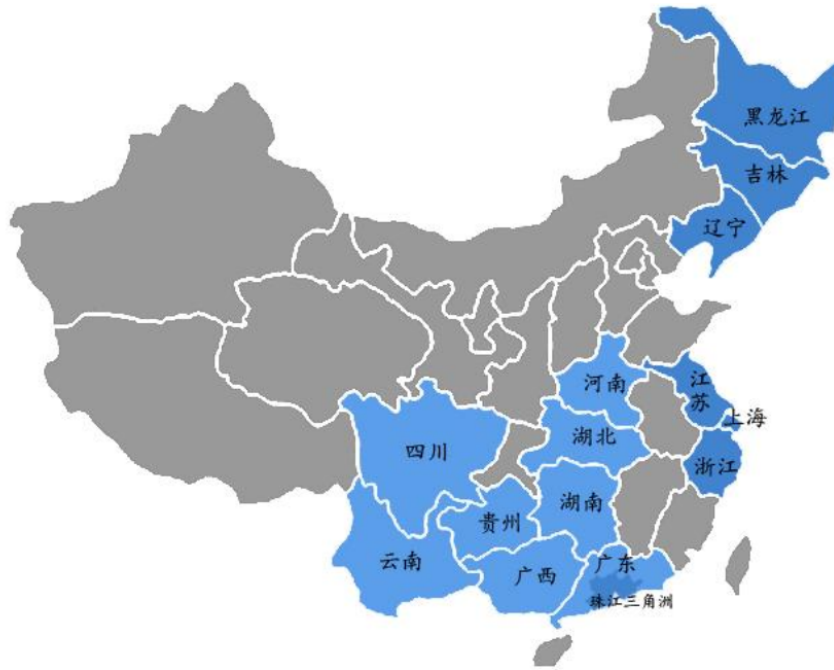 黑龙江
吉林
辽宁
河南
江
苏
上海
湖北
四川
浙江
湖南
贵州
云南
广西
广东
珠江三角洲